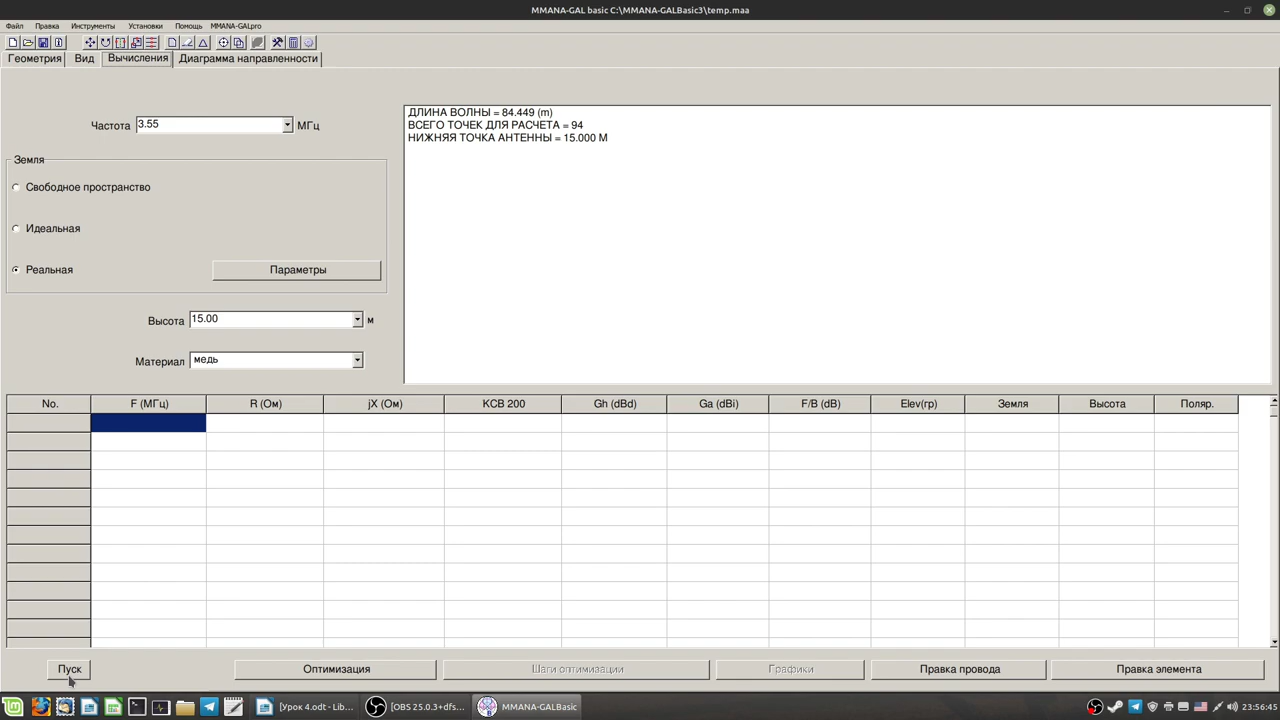 MMANA-GAL basic C:\MMANA-GALBasic3\temp.maa
Файл Правка Инструменты Установки Помощь MMANA-GALpro
Геометрия Вид Вычисления Диаграмма направленности
Частота 3.55 МГц
Земля
Свободное пространство
Идеальная
Реальная Параметры
Высота 15.00 м
Материал медь
ДЛИНА ВОЛНЫ = 84.449 (m)
ВСЕГО ТОЧЕК ДЛЯ РАСЧЕТА = 94
НИЖНЯЯ ТОЧКА АНТЕННЫ = 15.000 М
No. F (МГц) R (Ом) jX (Ом) КСВ 200 Gh (dBd) Ga (dBi) F/B (dB) Elev(гр) Земля Высота Поляр.
Пуск Оптимизация Шаги оптимизации Графики Правка провода Правка элемента
[Урок 4.odt - Lib... [OBS 25.0.3+dfs... MMANA-GALBasic 23:56:45